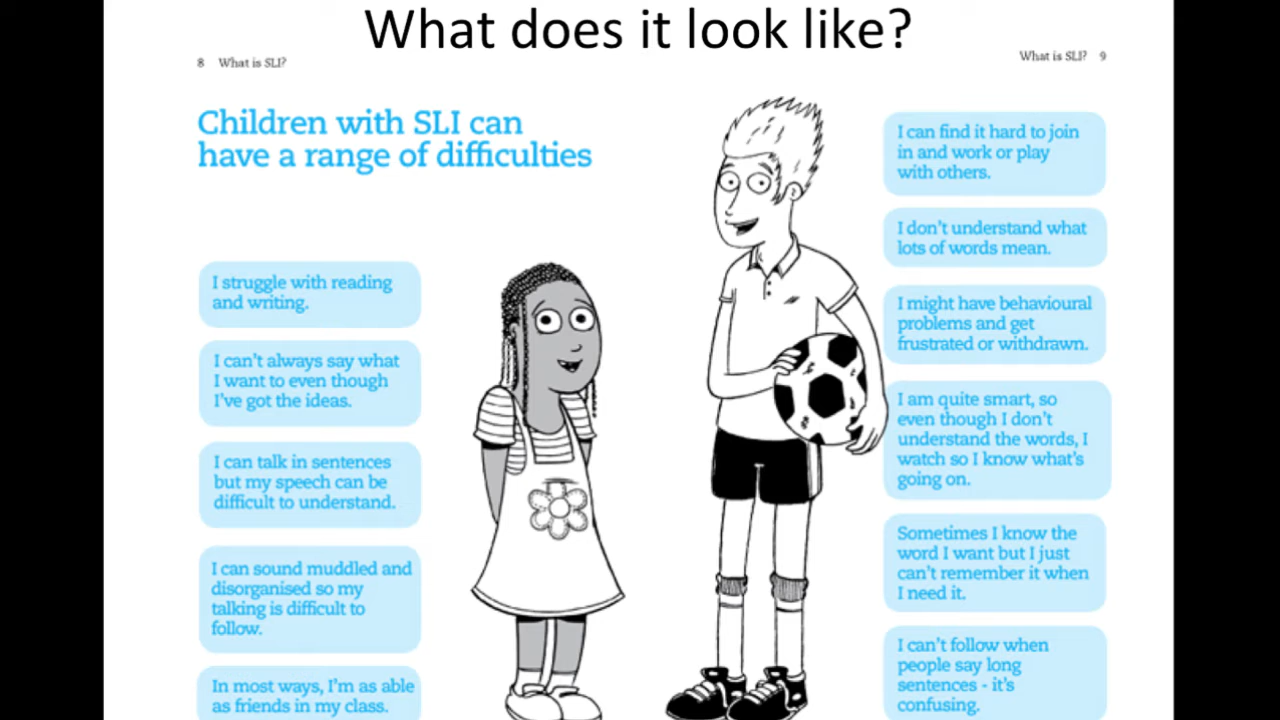 What does it look like?
8 What is SLI?
What is SLI? 9
Children with SLI can
have a range of difficulties
I struggle with reading
and writing.
I can't always say what
I want to even though
I've got the ideas.
I can talk in sentences
but my speech can be
difficult to understand.
I can sound muddled and
disorganised so my
talking is difficult to
follow.
In most ways, I'm as able
as friends in my class.
I can find it hard to join
in and work or play
with others.
I don't understand what
lots of words mean.
I might have behavioural
problems and get
frustrated or withdrawn.
I am quite smart, so
even though I don't
understand the words, I
watch so I know what's
going on.
Sometimes I know the
word I want but I just
can't remember it when
I need it.
I can't follow when
people say long
sentences - it's
confusing.